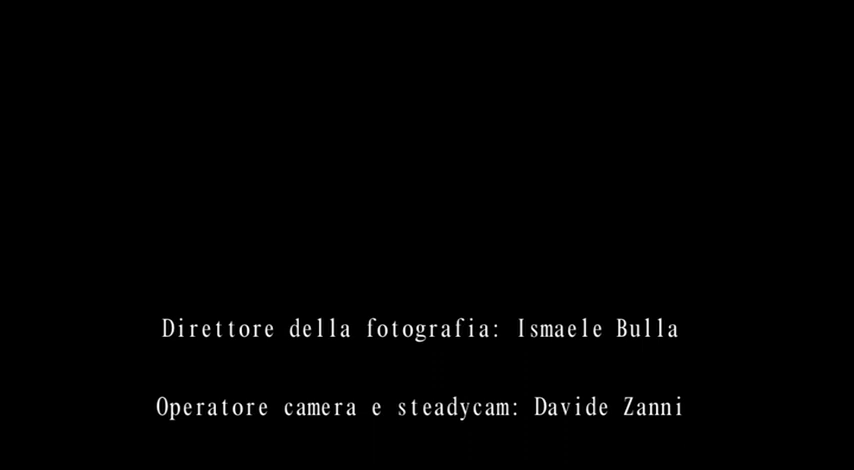 Direttore della fotografia: Ismaele Bulla
Operatore camera e steadycam: Davide Zanni